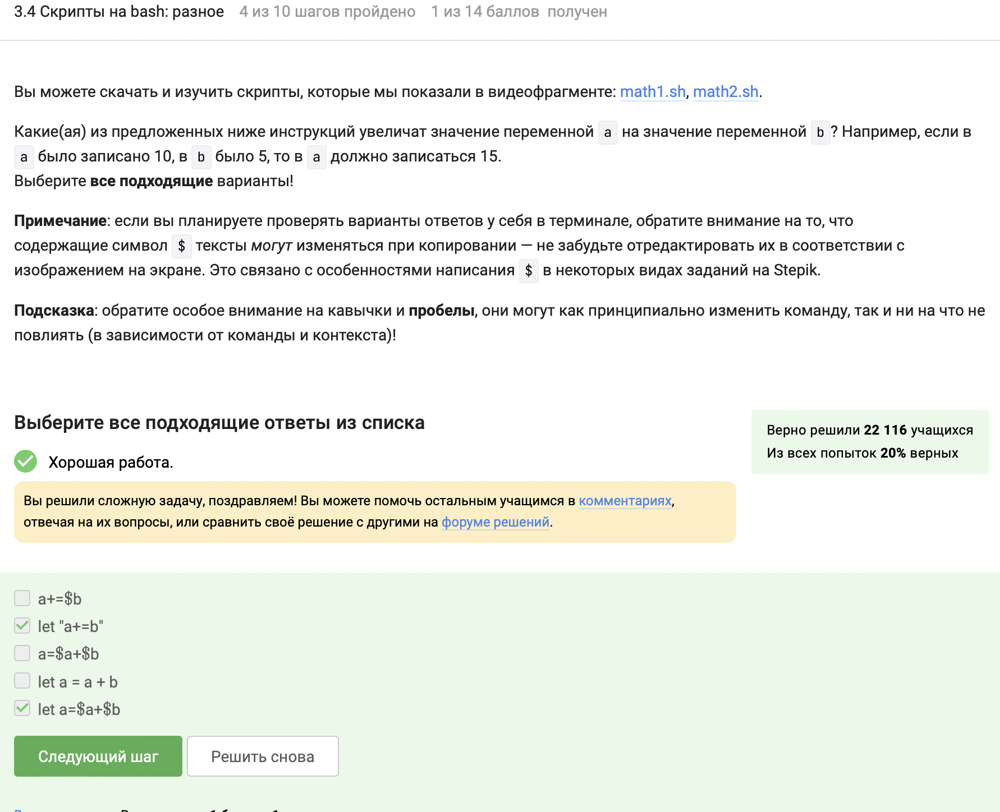 3.4 Скрипты на bash: разное 4 из 10 шагов пройдено 1 из 14 баллов получен
Вы можете скачать и изучить скрипты, которые мы показали в видеофрагменте: math1.sh, math2.sh.
Какие(ая) из предложенных ниже инструкций увеличат значение переменной a на значение переменной b? Например, если в
a было записано 10, в b было 5, то в a должно записаться 15.
Выберите все подходящие варианты!
Примечание: если вы планируете проверять варианты ответов у себя в терминале, обратите внимание на то, что
содержащие символ $ тексты могут изменяться при копировании — не забудьте отредактировать их в соответствии с
изображением на экране. Это связано с особенностями написания $ в некоторых видах заданий на Stepik.
Подсказка: обратите особое внимание на кавычки и пробелы, они могут как принципиально изменить команду, так и ни на что не
повлиять (в зависимости от команды и контекста)!
Выберите все подходящие ответы из списка
Верно решили 22 116 учащихся
Из всех попыток 20% верных
Хорошая работа.
Вы решили сложную задачу, поздравляем! Вы можете помочь остальным учащимся в комментариях,
отвечая на их вопросы, или сравнить своё решение с другими на форуме решений.
a+=$b
let "a+=b"
a=$a+$b
let a = a + b
let a=$a+$b
Следующий шаг
Решить снова